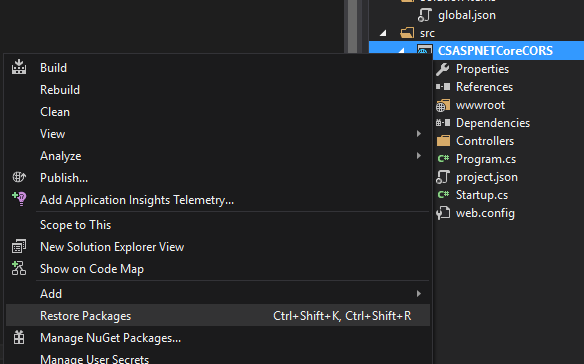 global.json
src
CSASPNETCoreCORS
Properties
References
wwwroot
Dependencies
Controllers
Program.cs
project.json
Startup.cs
web.config
Build
Rebuild
Clean
View
Analyze
Publish...
Add Application Insights Telemetry...
Scope to This
New Solution Explorer View
Show on Code Map
Add
Restore Packages Ctrl+Shift+K, Ctrl+Shift+R
Manage NuGet Packages...
Manage User Secrets